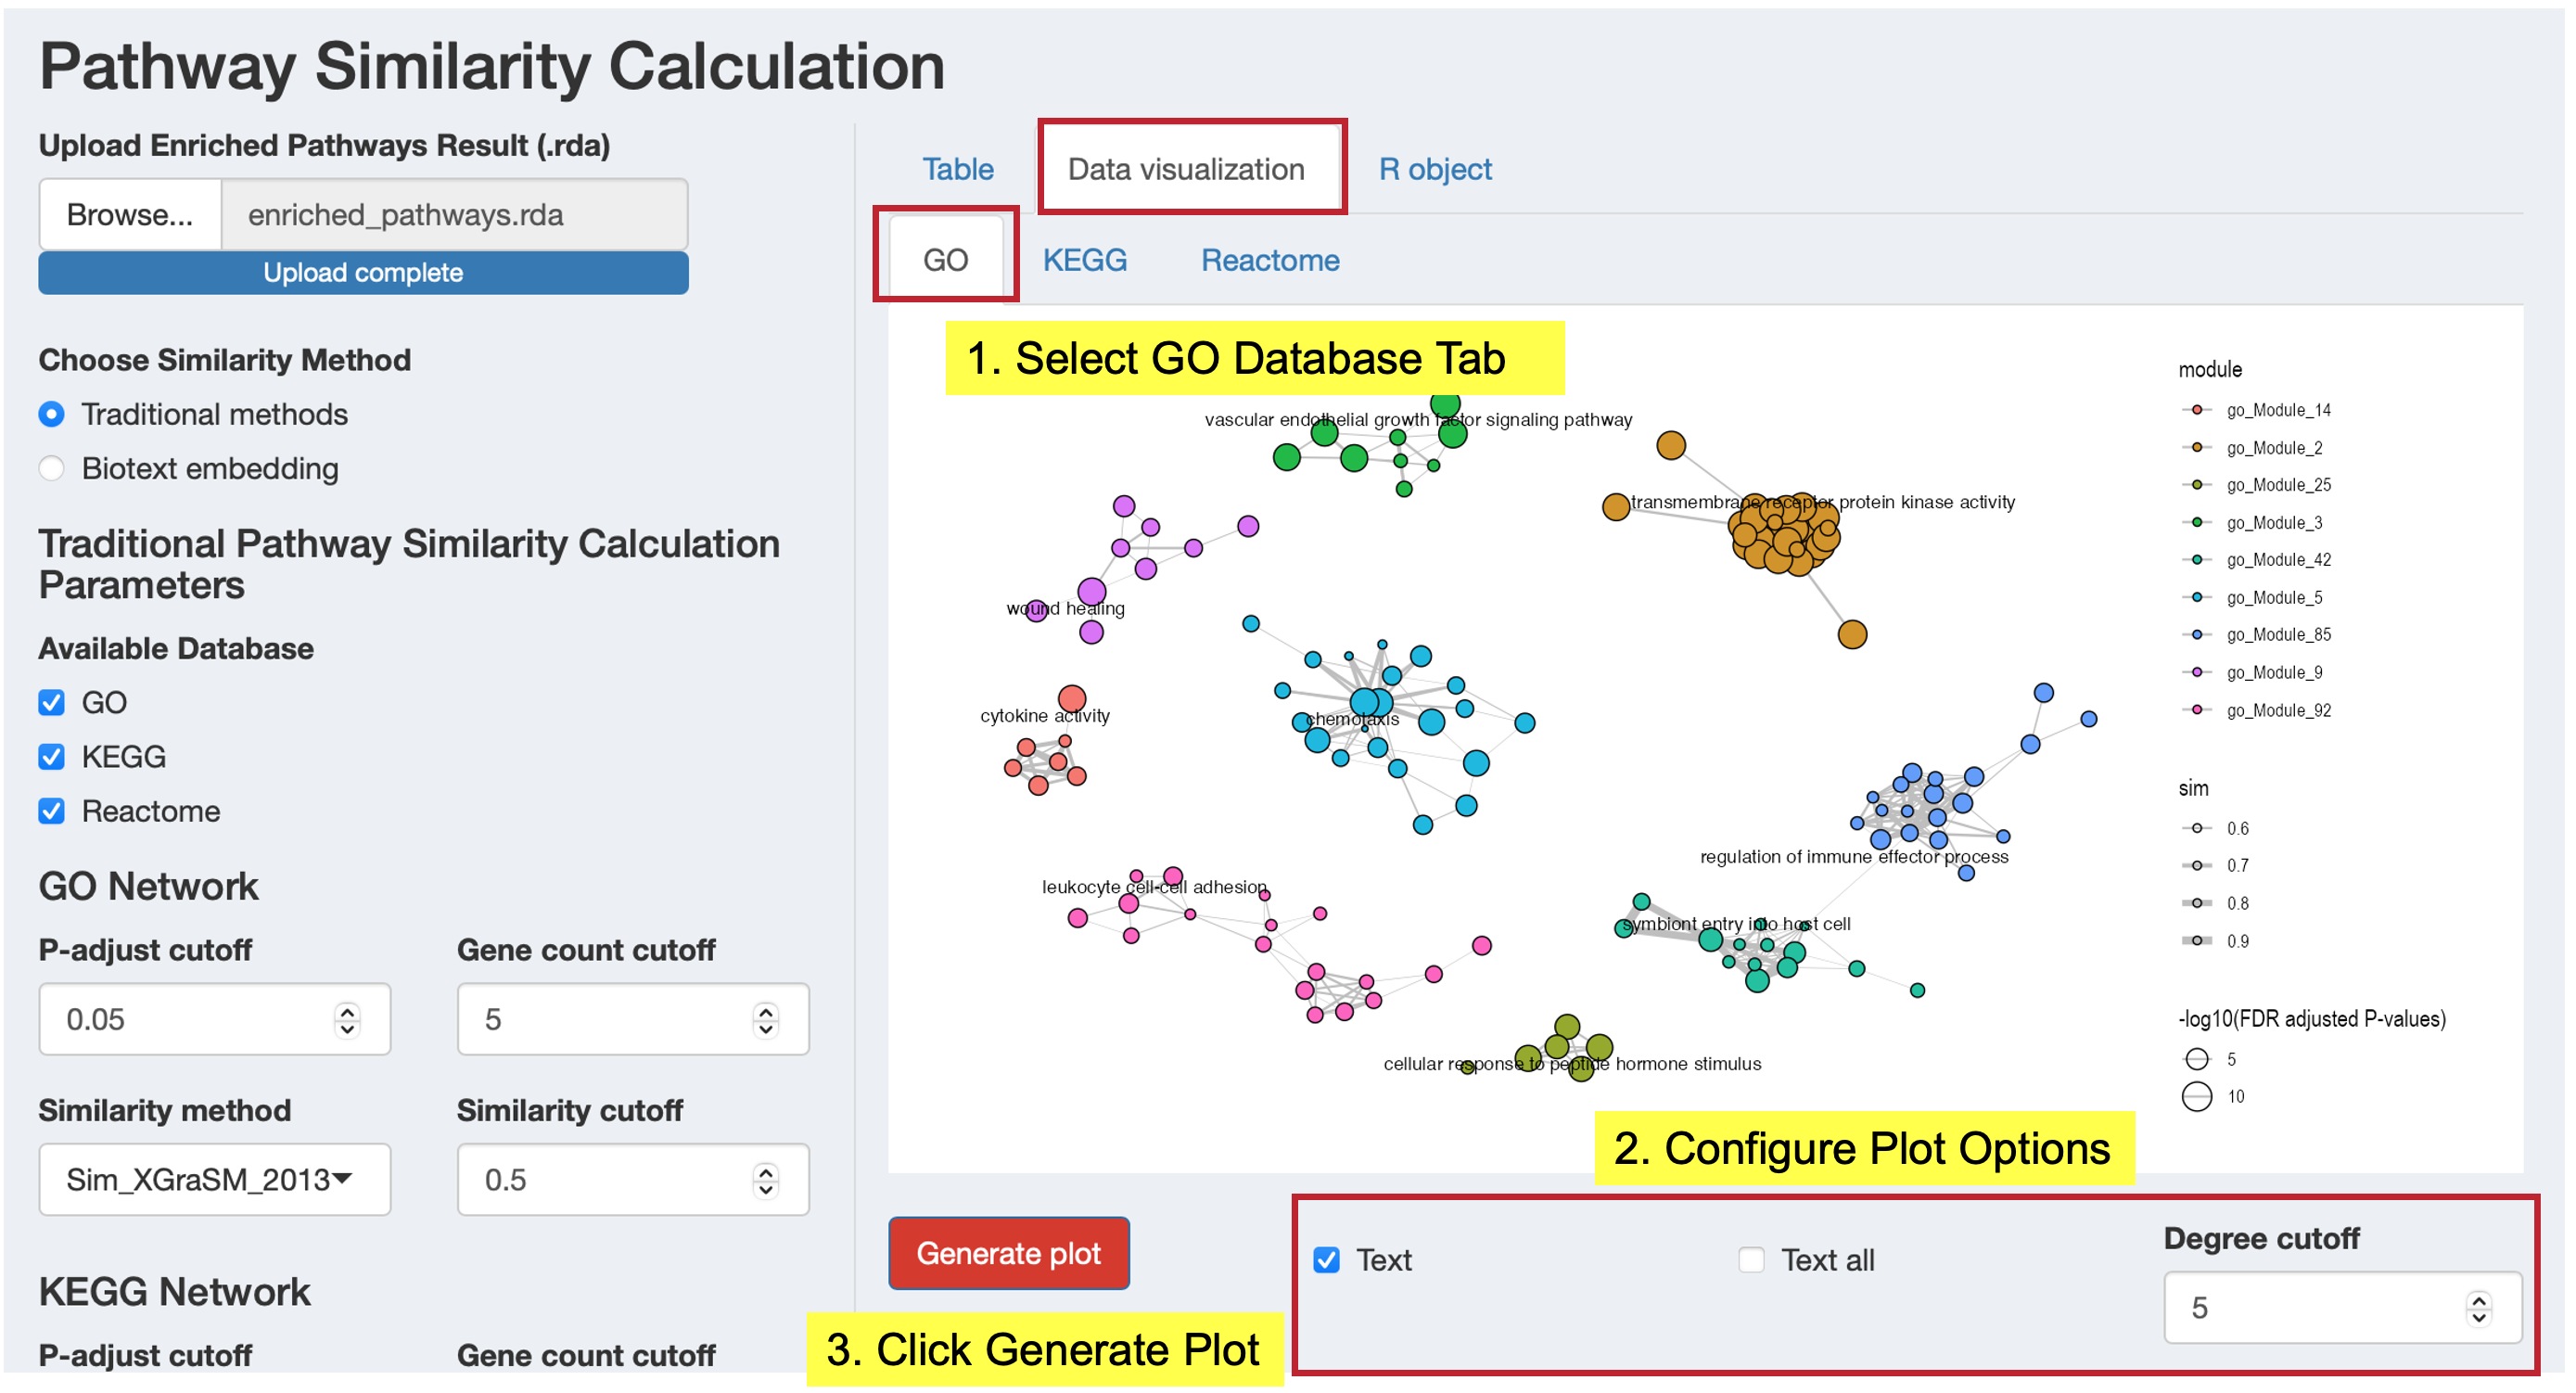 Pathway Similarity Calculation
Upload Enriched Pathways Result (.rda)
Browse...
enriched_pathways.rda
Upload complete
Choose Similarity Method
Traditional methods
Biotext embedding
Traditional Pathway Similarity Calculation
Parameters
Available Database
GO
KEGG
Reactome
GO Network
P-adjust cutoff
Gene count cutoff
0.05
5
Similarity method
Similarity cutoff
Sim_XGraSM_2013
0.5
KEGG Network
P-adjust cutoff
Gene count cutoff
Table
Data visualization
R object
GO
KEGG
Reactome
1. Select GO Database Tab
vascular endothelial growth factor signaling pathway
transmembrane receptor protein kinase activity
wound healing
cytokine activity
chemotaxis
regulation of immune effector process
leukocyte cell-cell adhesion
symbiont entry into host cell
cellular response to peptide hormone stimulus
module
go_Module_14
go_Module_2
go_Module_25
go_Module_3
go_Module_42
go_Module_5
go_Module_85
go_Module_9
go_Module_92
sim
0.6
0.7
0.8
0.9
-log10(FDR adjusted P-values)
5
10
2. Configure Plot Options
Generate plot
Text
Text all
Degree cutoff
5
3. Click Generate Plot